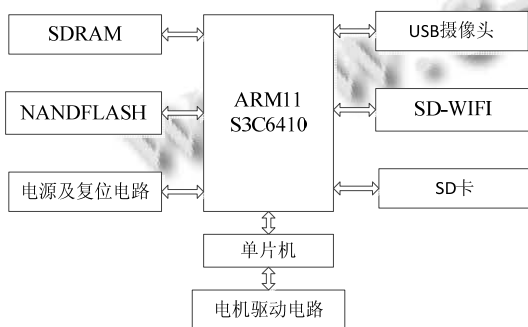 SDRAM
USB摄像头
ARM11
S3C6410
NANDFLASH
SD-WIFI
电源及复位电路
SD卡
单片机
电机驱动电路